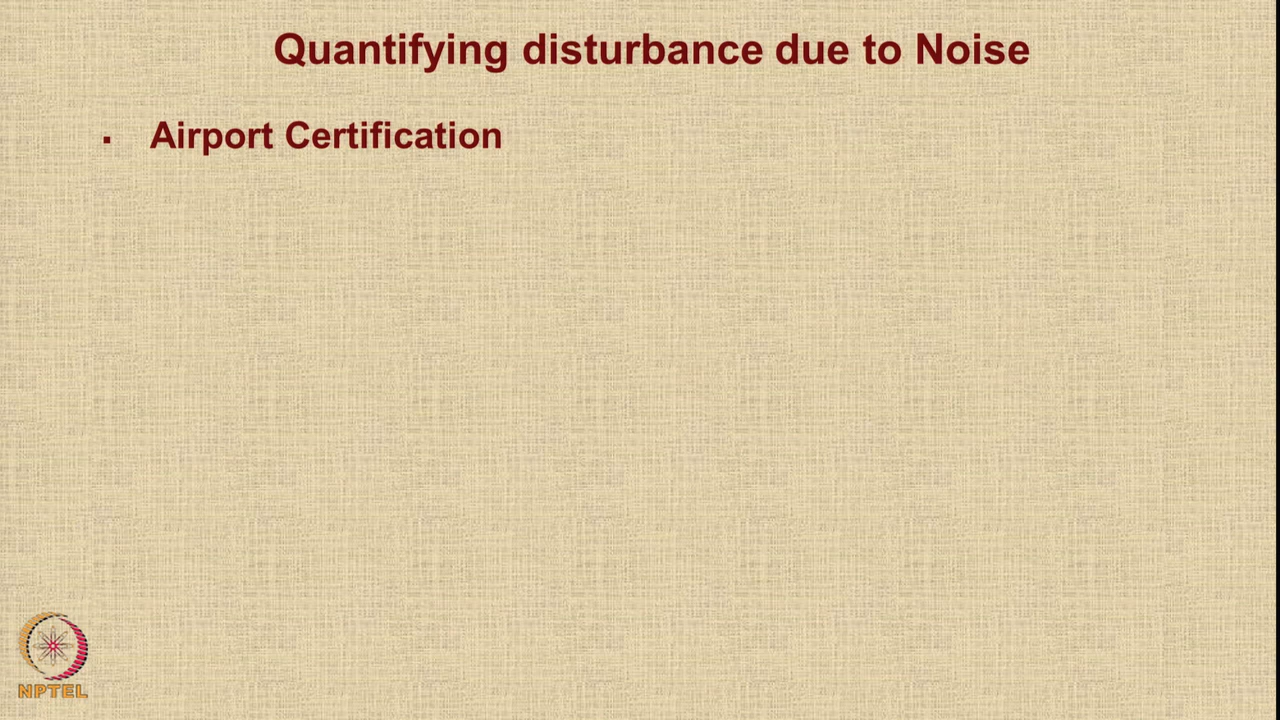 Quantifying disturbance due to Noise
▪ Airport Certification
NPTEL